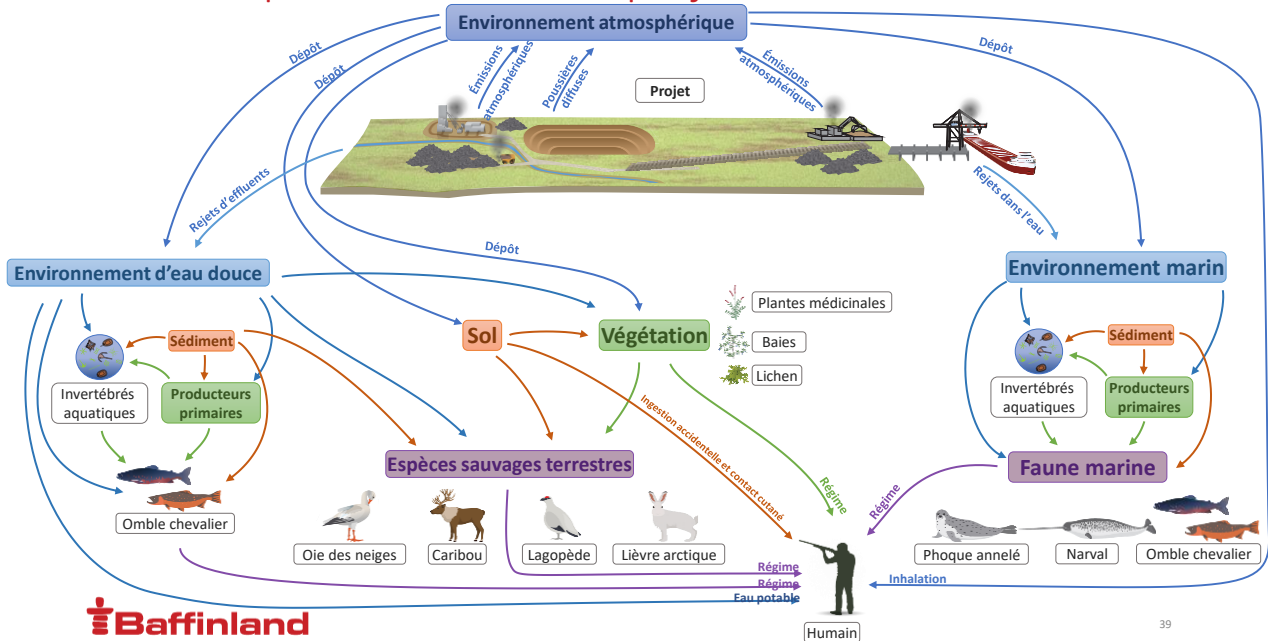 Environnement atmosphérique
Dépôt
Dépôt
Émissions
atmosphériques
Poussières
diffuses
Émissions
atmosphériques
Dépôt
Projet
Rejets d'effluents
Rejets dans l'eau
Dépôt
Environnement d'eau douce
Environnement marin
Plantes médicinales
Sol
Végétation
Baies
Lichen
Sédiment
Invertébrés
aquatiques
Producteurs
primaires
Sédiment
Invertébrés
aquatiques
Producteurs
primaires
Ingestion accidentelle et contact cutané
Régime
Espèces sauvages terrestres
Faune marine
Régime
Omble chevalier
Oie des neiges
Caribou
Lagopède
Lièvre arctique
Phoque annelé
Narval
Omble chevalier
Régime
Régime
Eau potable
Inhalation
Humain
Baffinland
39